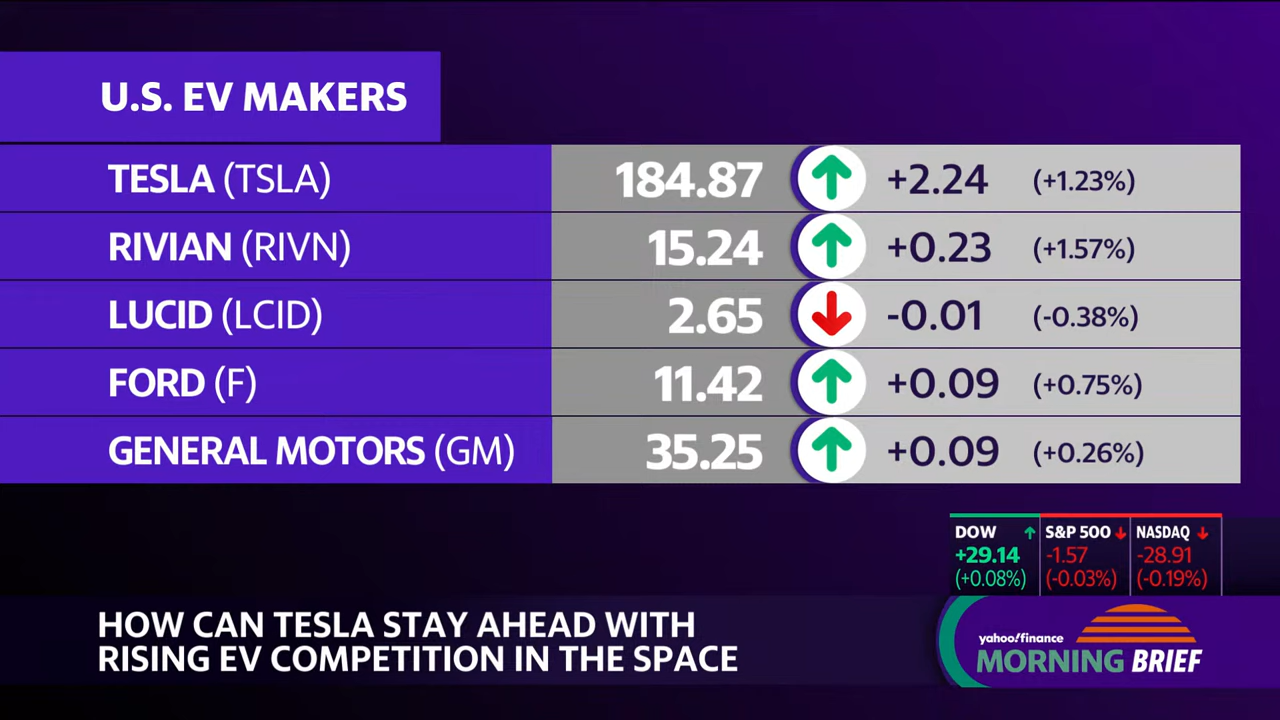 U.S. EV MAKERS
TESLA (TSLA) 184.87 +2.24 (+1.23%)
RIVIAN (RIVN) 15.24 +0.23 (+1.57%)
LUCID (LCID) 2.65 -0.01 (-0.38%)
FORD (F) 11.42 +0.09 (+0.75%)
GENERAL MOTORS (GM) 35.25 +0.09 (+0.26%)
DOW S&P 500 NASDAQ
+29.14 -1.57 -28.91
(+0.08%) (-0.03%) (-0.19%)
HOW CAN TESLA STAY AHEAD WITH
RISING EV COMPETITION IN THE SPACE
yahoo!finance
MORNING BRIEF